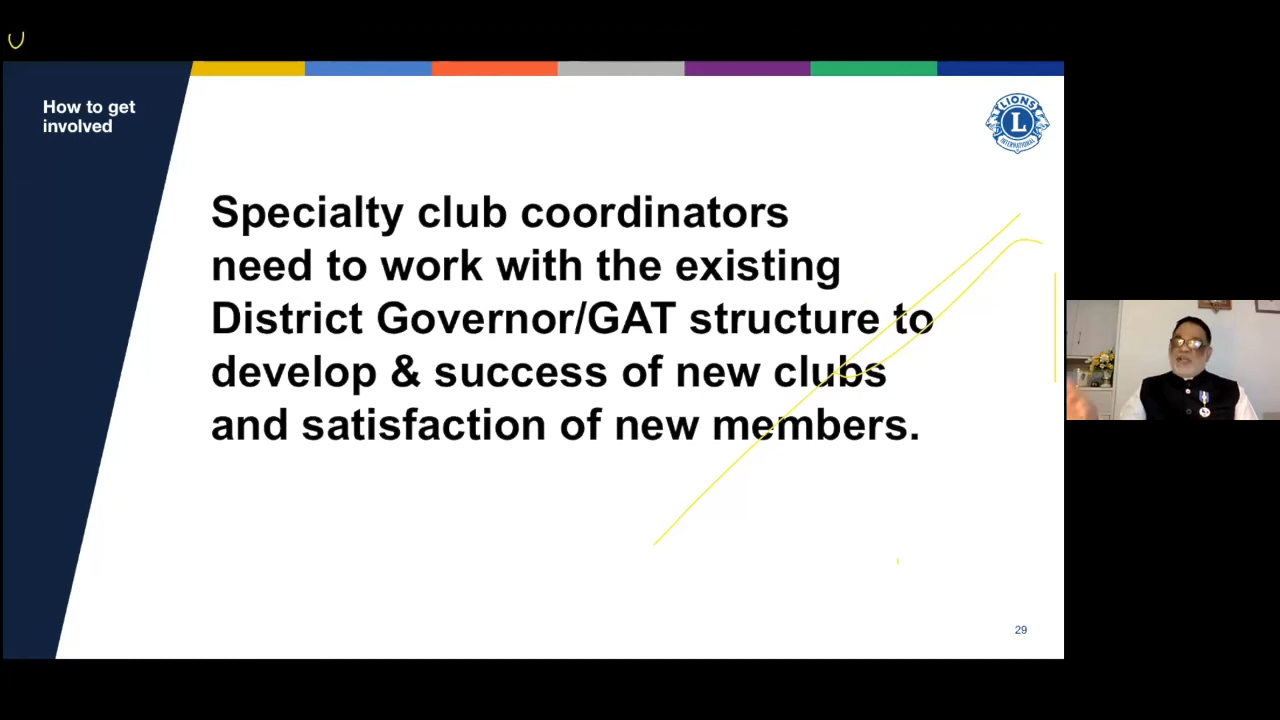 How to get
involved
LIONS
L
INTERNATIONAL
Specialty club coordinators
need to work with the existing
District Governor/GAT structure to
develop & success of new clubs
and satisfaction of new members.
29